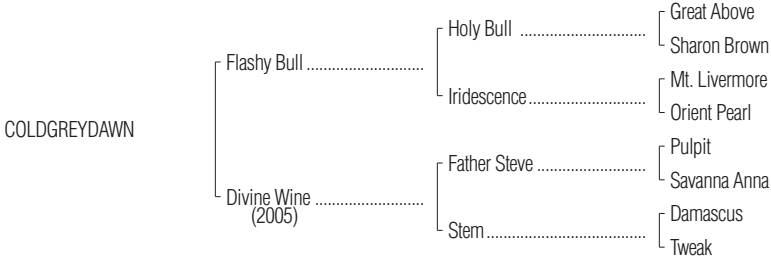 Great Above
Holy Bull ..............................
Sharon Brown
Flashy Bull ............................
Mt. Livermore
Iridescence............................
Orient Pearl
COLDGREYDAWN
Pulpit
Father Steve ..........................
Savanna Anna
Divine Wine ..........................
(2005)
Damascus
Stem......................................
Tweak